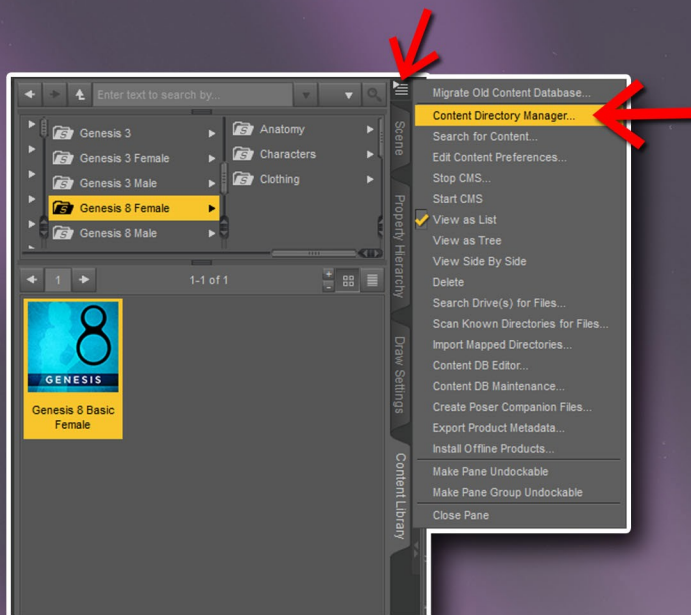 Enter text to search by...
Genesis 3
Genesis 3 Female
Genesis 3 Male
Genesis 8 Female
Genesis 8 Male
Anatomy
Characters
Clothing
1
1-1 of 1
8
GENESIS
Genesis 8 Basic
Female
Scene
Property Hierarchy
Draw Settings
Content Library
Migrate Old Content Database...
Content Directory Manager...
Search for Content...
Edit Content Preferences...
Stop CMS...
Start CMS
View as List
View as Tree
View Side By Side
Delete
Search Drive(s) for Files...
Scan Known Directories for Files...
Import Mapped Directories...
Content DB Editor...
Content DB Maintenance...
Create Poser Companion Files...
Export Product Metadata...
Install Offline Products...
Make Pane Undockable
Make Pane Group Undockable
Close Pane